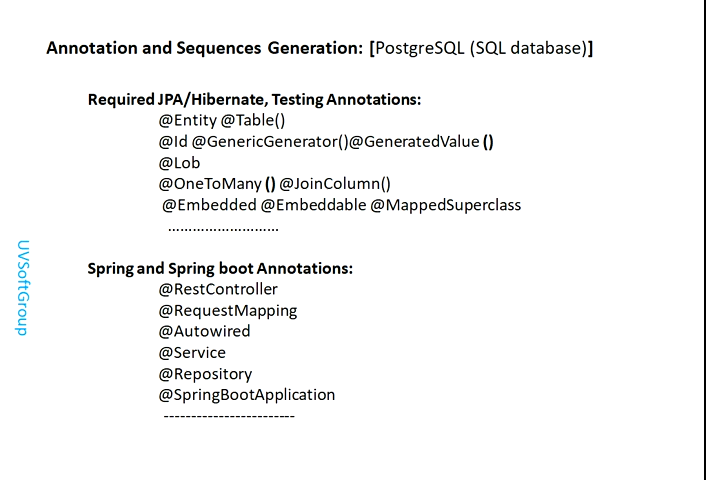 Annotation and Sequences Generation: [PostgreSQL (SQL database)]
Required JPA/Hibernate, Testing Annotations:
@Entity @Table()
@Id @GenericGenerator()@GeneratedValue ()
@Lob
@OneToMany () @JoinColumn()
@Embedded @Embeddable @MappedSuperclass
...........................
Spring and Spring boot Annotations:
@RestController
@RequestMapping
@Autowired
@Service
@Repository
@SpringBootApplication
------------------------
UVSoftGroup